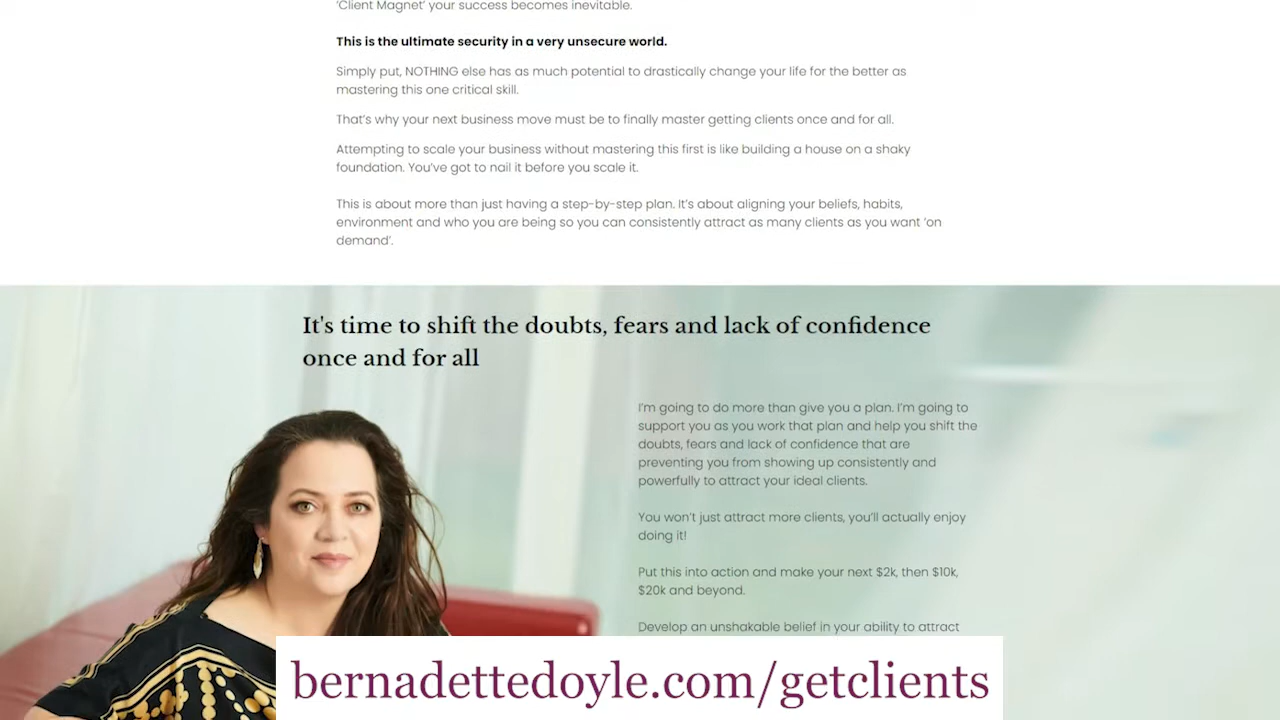 ‘Client Magnet’ your success becomes inevitable.
This is the ultimate security in a very unsecure world.
Simply put, NOTHING else has as much potential to drastically change your life for the better as
mastering this one critical skill.
That’s why your next business move must be to finally master getting clients once and for all.
Attempting to scale your business without mastering this first is like building a house on a shaky
foundation. You’ve got to nail it before you scale it.
This is about more than just having a step-by-step plan. It’s about aligning your beliefs, habits,
environment and who you are being so you can consistently attract as many clients as you want ‘on
demand’.
It's time to shift the doubts, fears and lack of confidence
once and for all
I’m going to do more than give you a plan. I’m going to
support you as you work that plan and help you shift the
doubts, fears and lack of confidence that are
preventing you from showing up consistently and
powerfully to attract your ideal clients.
You won’t just attract more clients, you’ll actually enjoy
doing it!
Put this into action and make your next $2k, then $10k,
$20k and beyond.
Develop an unshakable belief in your ability to attract
bernadettedoyle.com/getclients